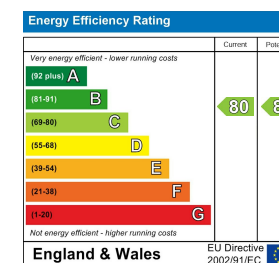 Energy Efficiency Rating
Current
Very energy efficient - lower running costs
(92 plus) A
(81-91) B
(69-80) C
80
(55-68) D
(39-54) E
(21-38) F
(1-20) G
Not energy efficient - higher running costs
England & Wales
EU Directive
2002/91/EC